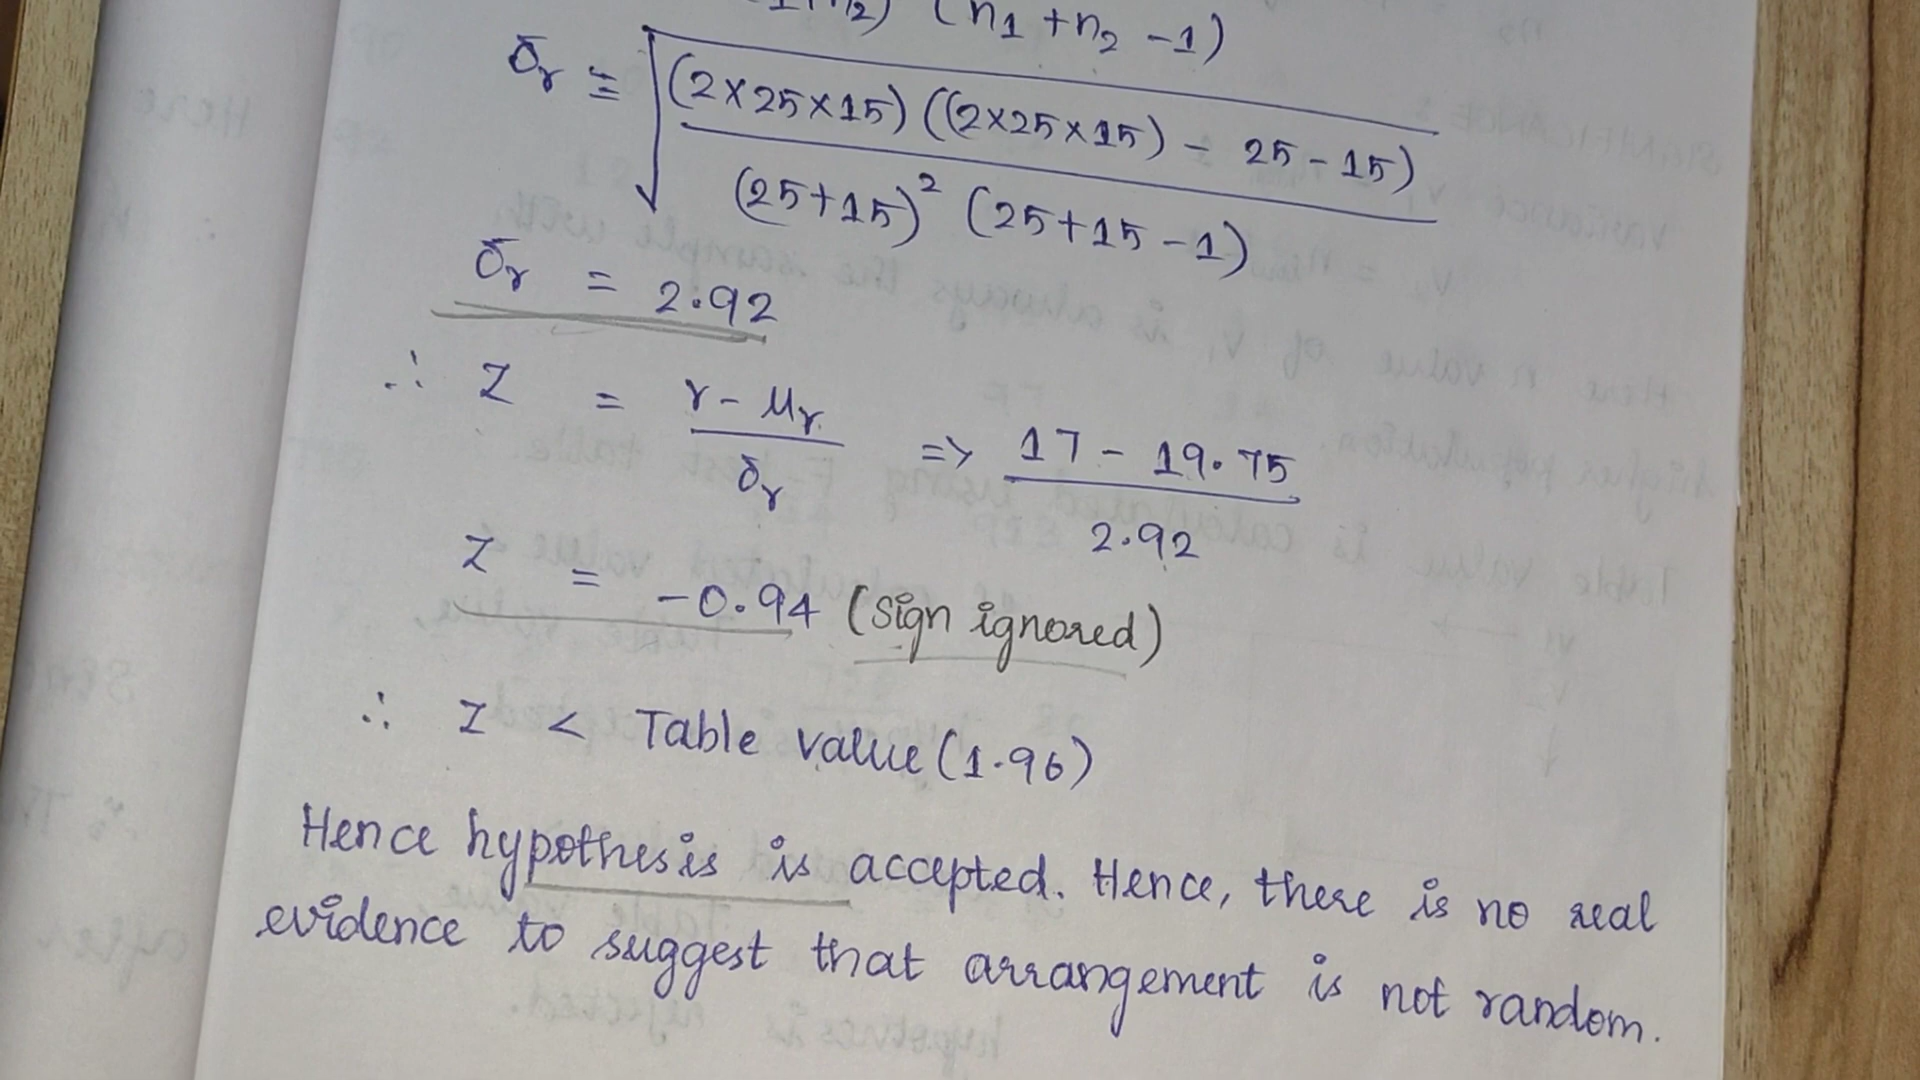 (n1 + n2 - 1)
σr = √ (2×25×15) ((2×25×15) - 25 - 15)
(25+15)² (25+15-1)
σr = 2.92
∴ Z = r - μr / σr => 17 - 19.75 / 2.92
Z = -0.94 (sign ignored)
∴ Z < Table value (1.96)
Hence hypothesis is accepted. Hence, there is no real
evidence to suggest that arrangement is not random.